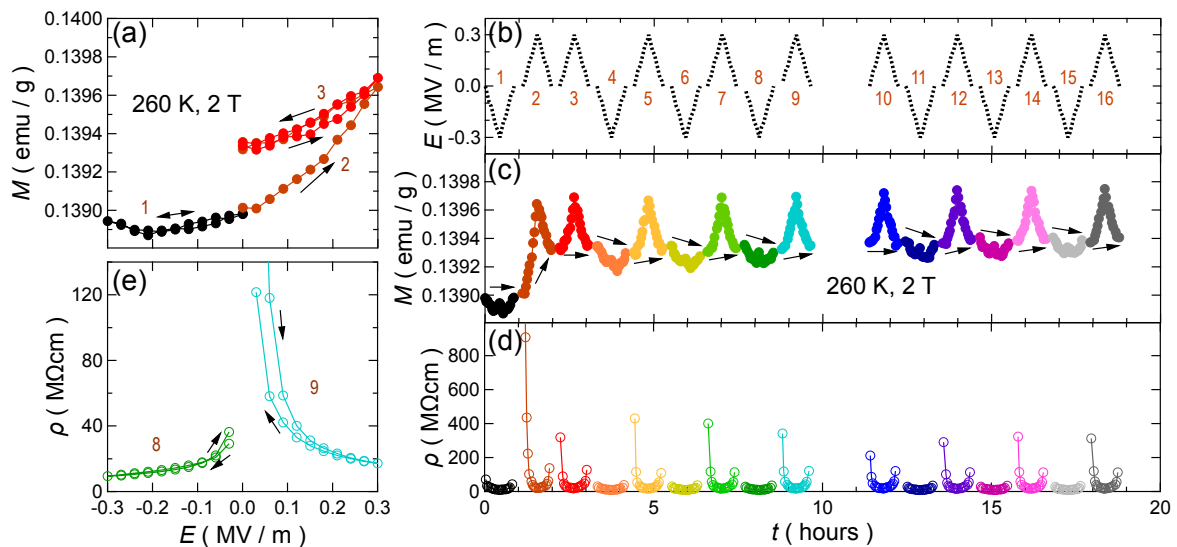 (a)
M ( emu / g )
0.1400
0.1398
0.1396
0.1394
0.1392
0.1390
0.1388
260 K, 2 T
1
2
3
(e)
ρ ( MΩcm )
120
80
40
0
8
9
-0.3 -0.2 -0.1 0.0 0.1 0.2 0.3
E ( MV / m )
(b)
E ( MV / m )
0.3
0.0
-0.3
1 4 6 8 11 13 15
2 3 5 7 9 10 12 14 16
(c)
M ( emu / g )
0.1398
0.1396
0.1394
0.1392
0.1390
260 K, 2 T
(d)
ρ ( MΩcm )
800
600
400
200
0
0 5 10 15 20
t ( hours )